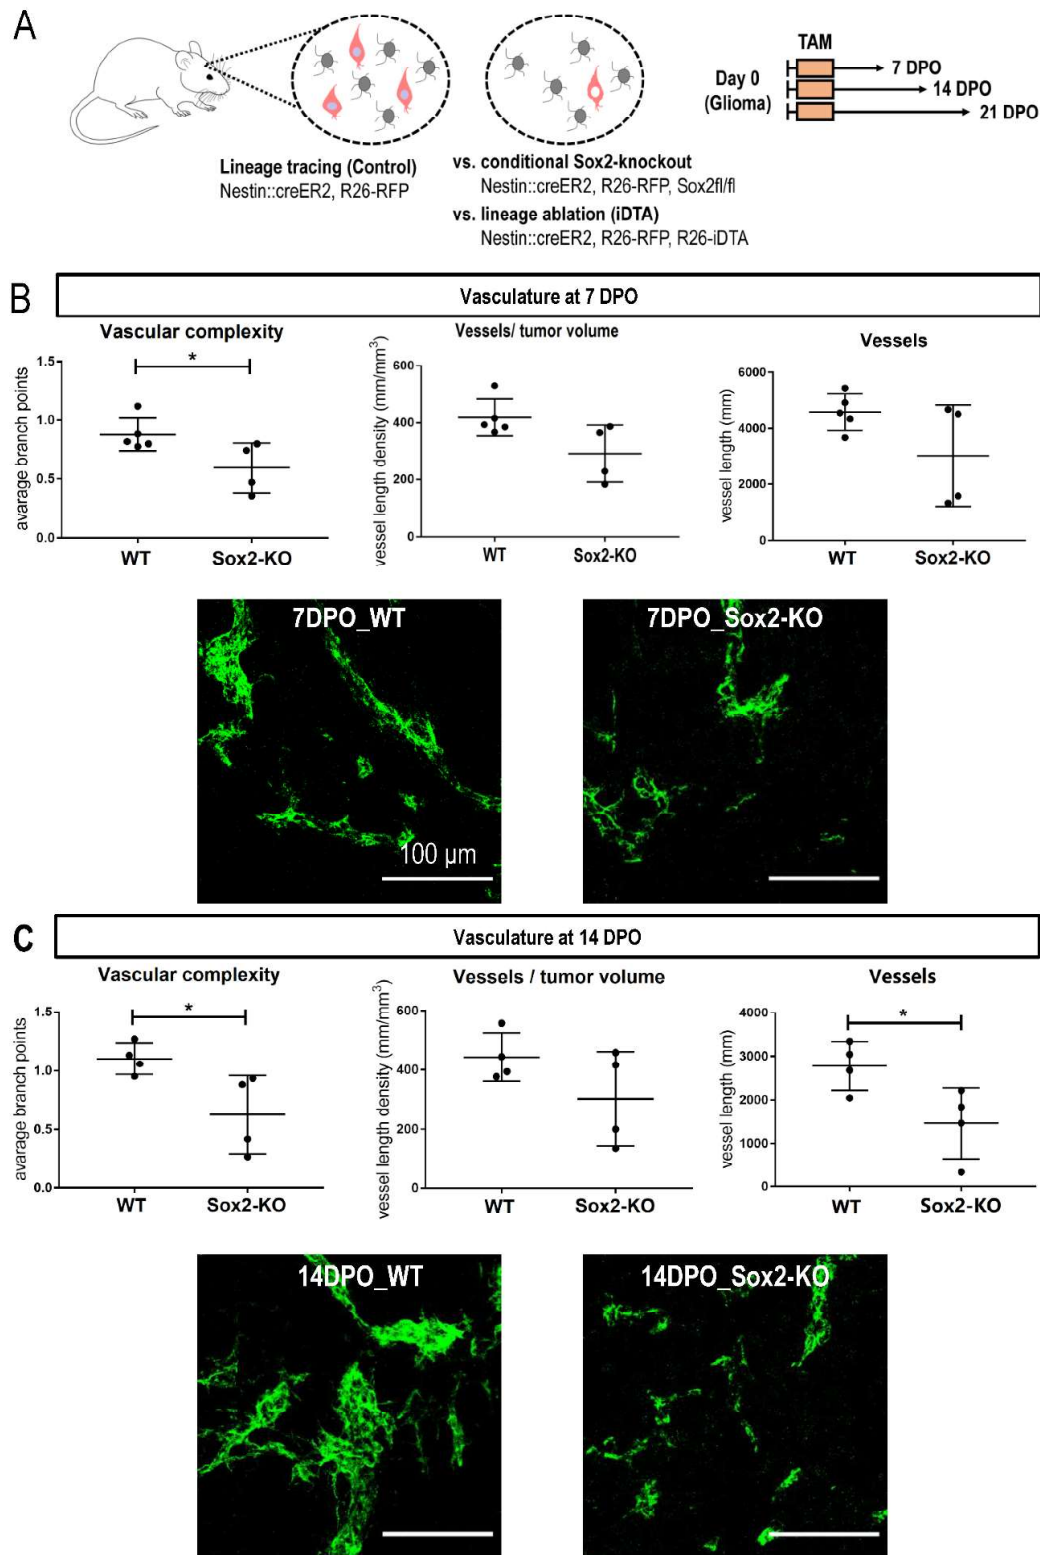 A
TAM
Day 0
(Glioma)
7 DPO
14 DPO
21 DPO
Lineage tracing (Control)
Nestin::creER2, R26-RFP
vs. conditional Sox2-knockout
Nestin::creER2, R26-RFP, Sox2fl/fl
vs. lineage ablation (iDTA)
Nestin::creER2, R26-RFP, R26-iDTA
B
Vasculature at 7 DPO
Vascular complexity
avarage branch points
1.5
1.0
0.5
0.0
*
WT
Sox2-KO
Vessels/ tumor volume
vessel length density (mm/mm³)
600
400
200
0
WT
Sox2-KO
Vessels
vessel length (mm)
6000
4000
2000
0
WT
Sox2-KO
7DPO_WT
100 µm
7DPO_Sox2-KO
C
Vasculature at 14 DPO
Vascular complexity
avarage branch points
1.5
1.0
0.5
0.0
*
WT
Sox2-KO
Vessels / tumor volume
vessel length density (mm/mm³)
600
400
200
0
WT
Sox2-KO
Vessels
vessel length (mm)
4000
3000
2000
1000
0
*
WT
Sox2-KO
14DPO_WT
14DPO_Sox2-KO